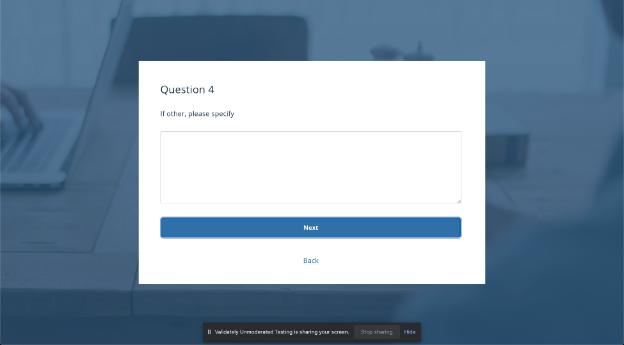 Question 4
If other, please specify
Next
Back
Validately Unmoderated Testing is sharing your screen. Stop sharing Hide